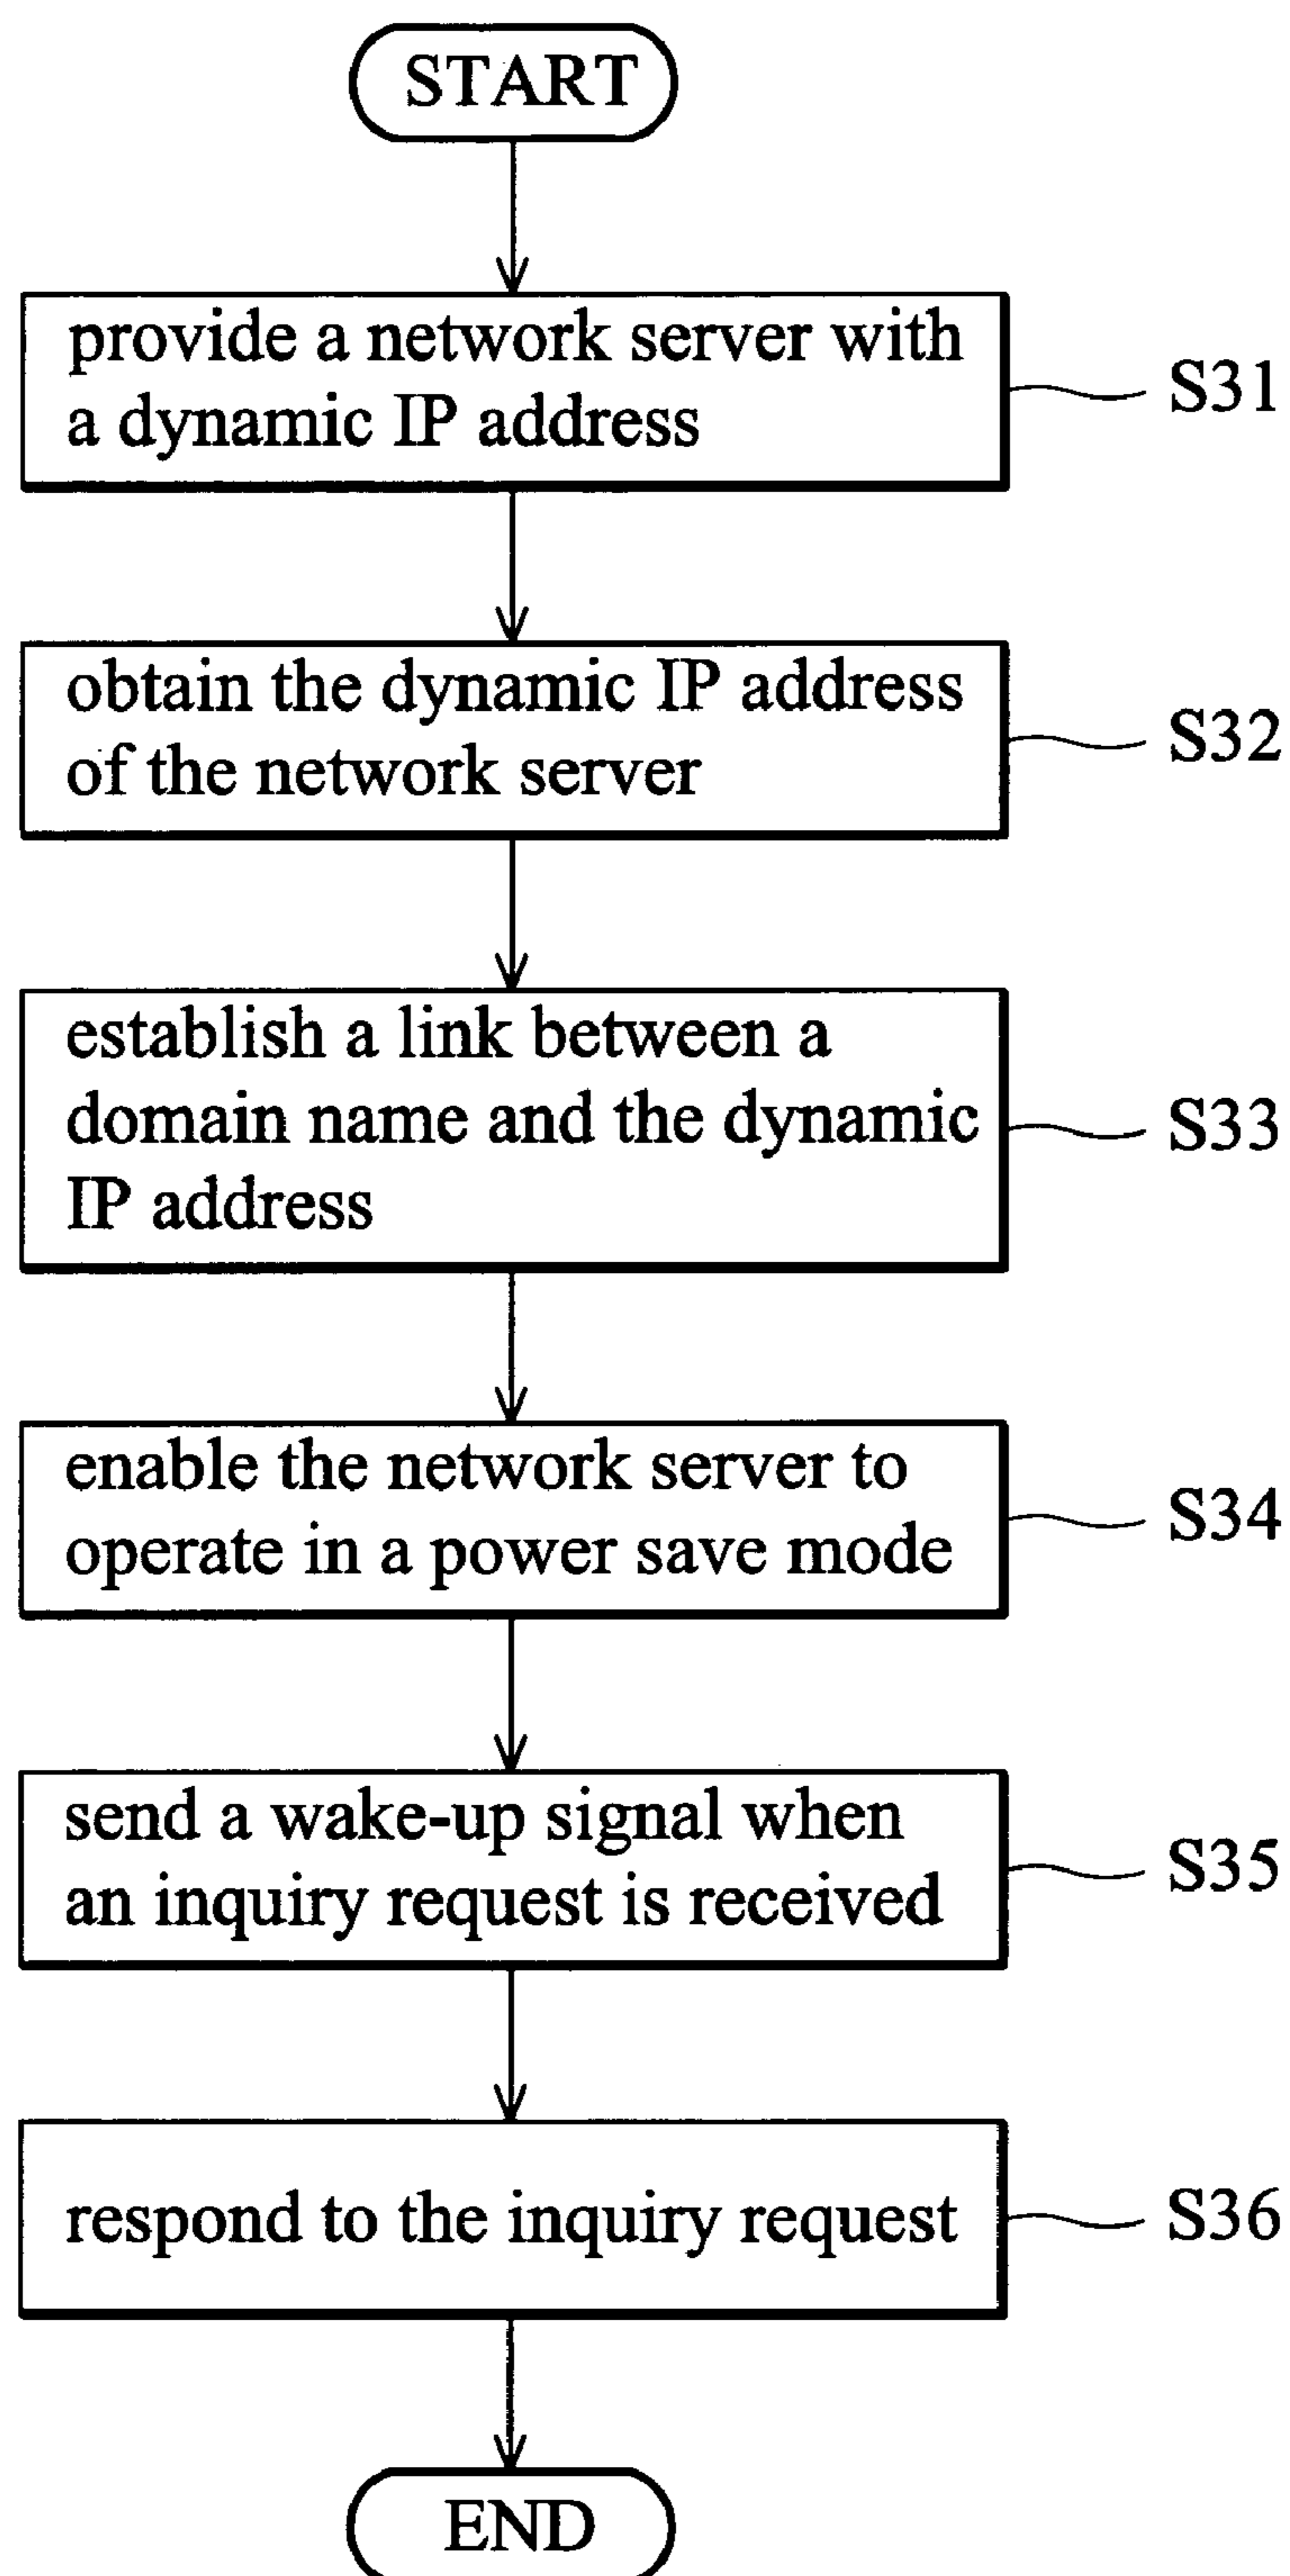 START
provide a network server with
a dynamic IP address
S31
obtain the dynamic IP address
of the network server
S32
establish a link between a
domain name and the dynamic
IP address
S33
enable the network server to
operate in a power save mode
S34
send a wake-up signal when
an inquiry request is received
S35
respond to the inquiry request
S36
END